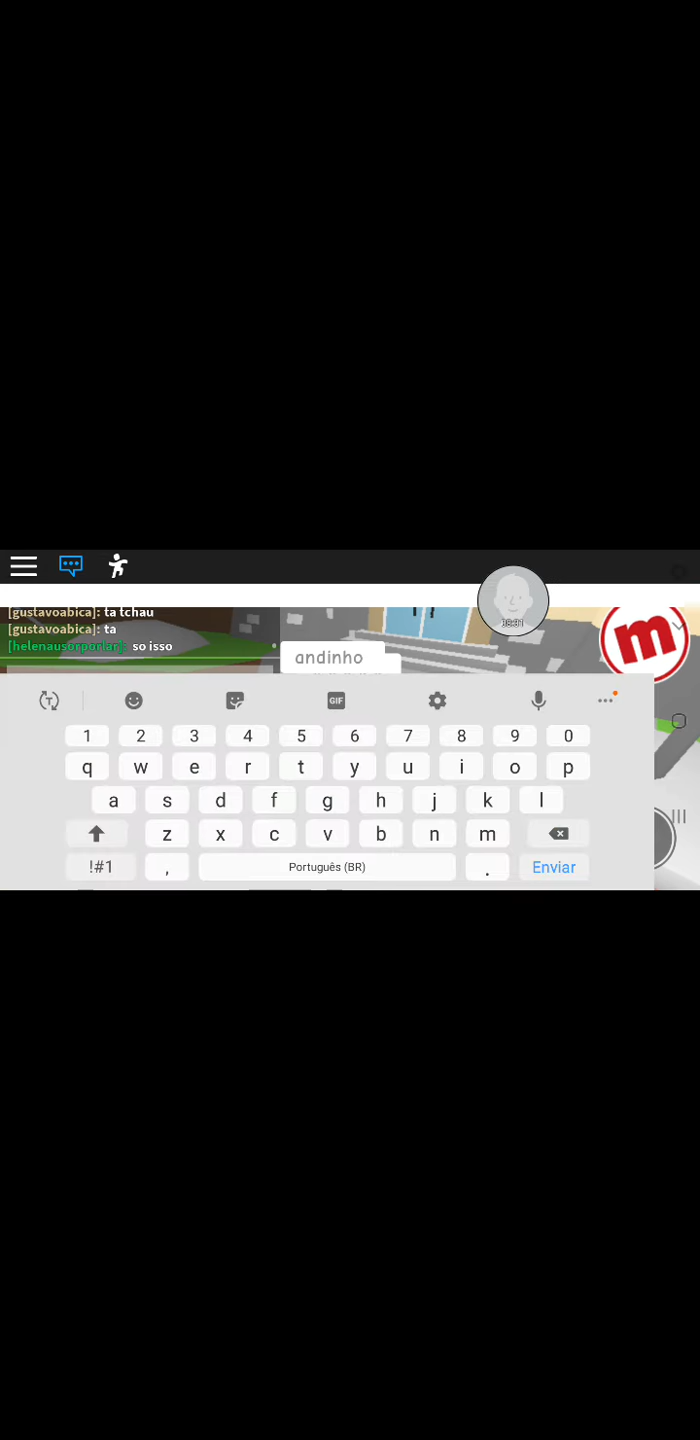 [gustavoabica]: ta tchau
[gustavoabica]: ta
[helenausorporlar]: so isso
andinho
m
GIF
1 2 3 4 5 6 7 8 9 0
q w e r t y u i o p
a s d f g h j k l
z x c v b n m
!#1 , Português (BR) . Enviar